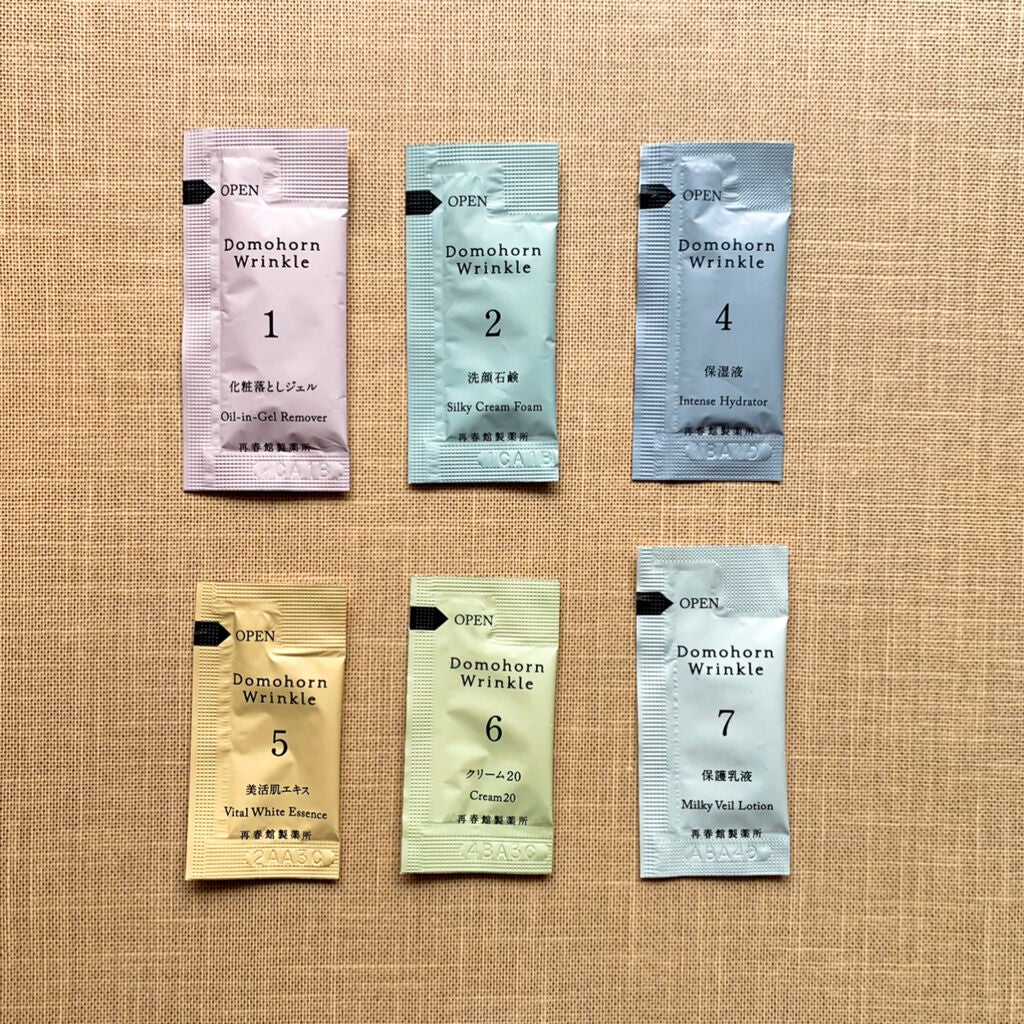 OPEN
Domohorn
Wrinkle
1
化粧落としジェル
Oil-in-Gel Remover
再春館製薬所
OPEN
Domohorn
Wrinkle
2
洗顔石鹸
Silky Cream Foam
再春館製薬所
1CA1B
OPEN
Domohorn
Wrinkle
4
保湿液
Intense Hydrator
再春館製薬所
OPEN
Domohorn
Wrinkle
5
美活肌エキス
Vital White Essence
再春館製薬所
2AA3C
OPEN
Domohorn
Wrinkle
6
クリーム20
Cream20
再春館製薬所
4BA3C
OPEN
Domohorn
Wrinkle
7
保護乳液
Milky Veil Lotion
再春館製薬所